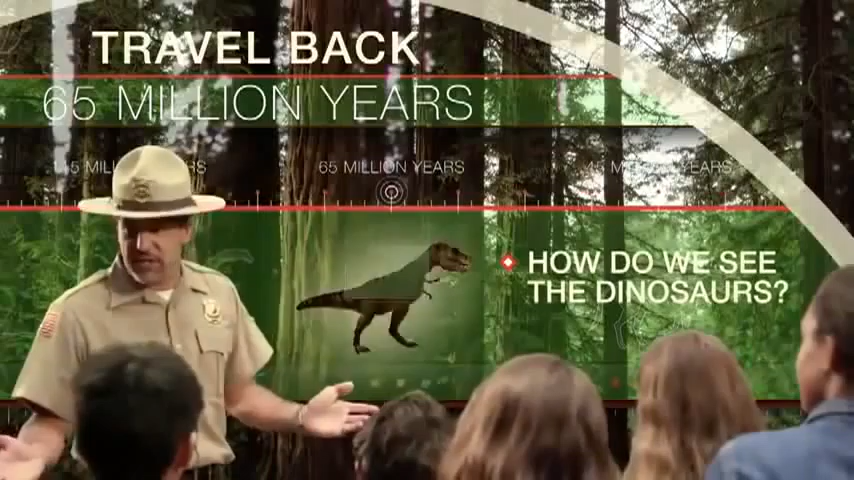 TRAVEL BACK
65 MILLION YEARS
65 MILLION YEARS
HOW DO WE SEE
THE DINOSAURS?